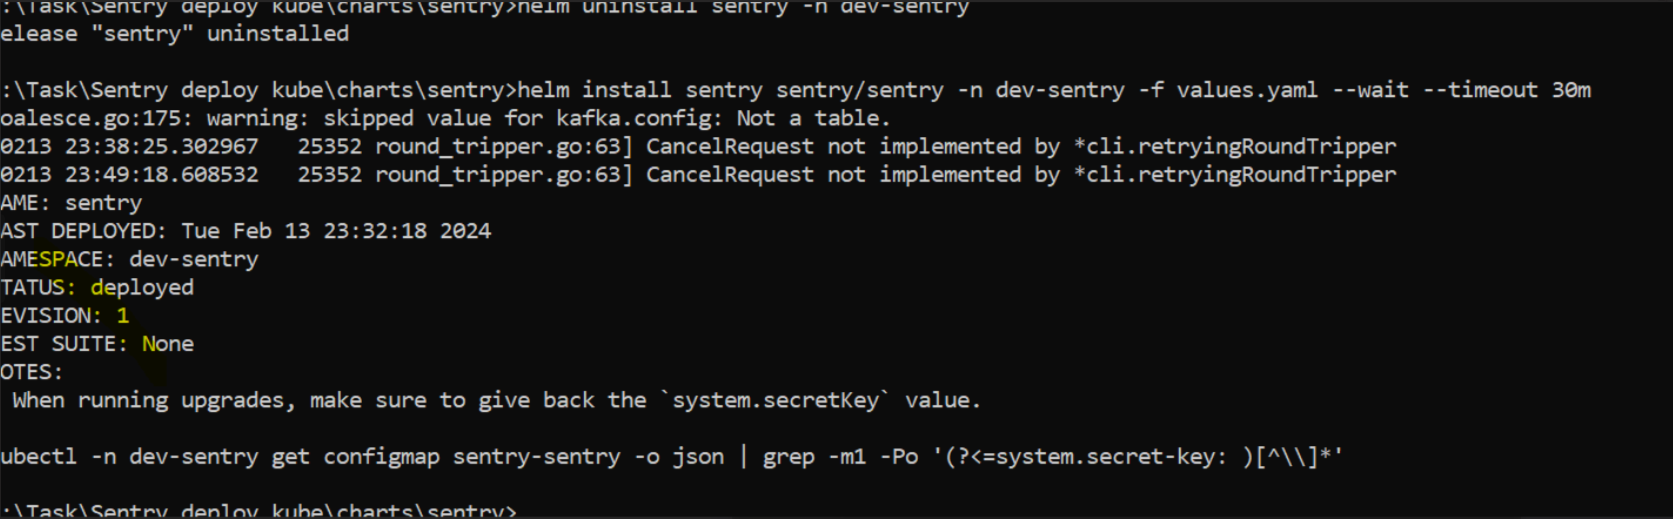 :\Task\Sentry deploy kube\charts\sentry>helm uninstall sentry -n dev-sentry
elease "sentry" uninstalled
:\Task\Sentry deploy kube\charts\sentry>helm install sentry sentry/sentry -n dev-sentry -f values.yaml --wait --timeout 30m
oalesce.go:175: warning: skipped value for kafka.config: Not a table.
0213 23:38:25.302967   25352 round_tripper.go:63] CancelRequest not implemented by *cli.retryingRoundTripper
0213 23:49:18.608532   25352 round_tripper.go:63] CancelRequest not implemented by *cli.retryingRoundTripper
AME: sentry
AST DEPLOYED: Tue Feb 13 23:32:18 2024
AMESPACE: dev-sentry
TATUS: deployed
EVISION: 1
EST SUITE: None
OTES:
 When running upgrades, make sure to give back the `system.secretKey` value.
ubectl -n dev-sentry get configmap sentry-sentry -o json | grep -m1 -Po '(?<=system.secret-key: )[^\\]*'
:\Task\Sentry deploy kube\charts\sentry>